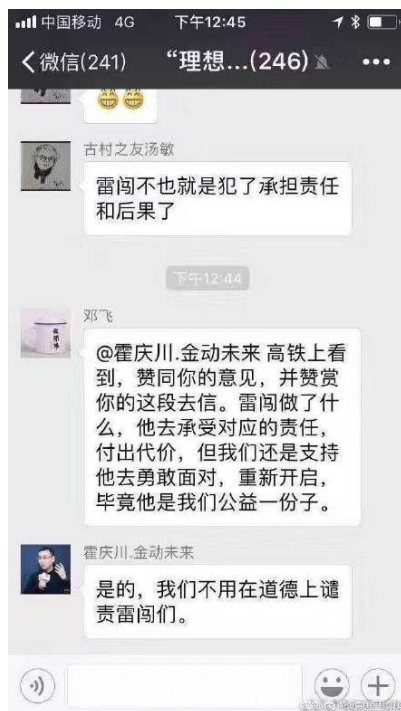 中国移动 4G 下午12:45
微信(241) “理想...(246)
古村之友汤敏
雷闯不也就是犯了承担责任
和后果了
下午12:44
邓飞
@霍庆川.金动未来 高铁上看
到，赞同你的意见，并赞赏
你的这段去信。雷闯做了什
么，他去承受对应的责任，
付出代价，但我们还是支持
他去勇敢面对，重新开启，
毕竟他是我们公益一份子。
霍庆川.金动未来
是的，我们不用在道德上谴
责雷闯们。